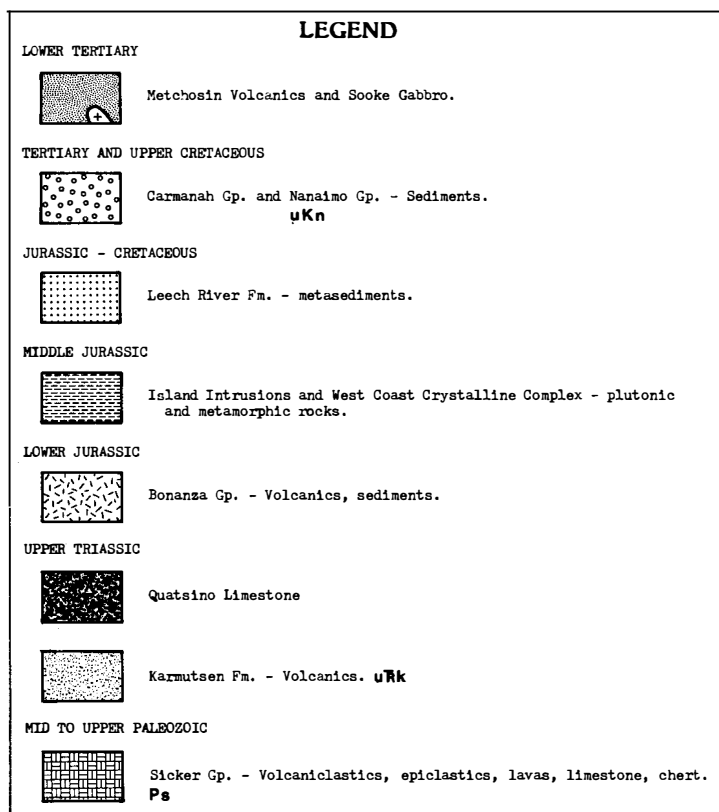 LEGEND
LOWER TERTIARY
Metchosin Volcanics and Sooke Gabbro.
TERTIARY AND UPPER CRETACEOUS
Carmanah Gp. and Nanaimo Gp. - Sediments.
uKn
JURASSIC - CRETACEOUS
Leech River Fm. - metasediments.
MIDDLE JURASSIC
Island Intrusions and West Coast Crystalline Complex - plutonic
and metamorphic rocks.
LOWER JURASSIC
Bonanza Gp. - Volcanics, sediments.
UPPER TRIASSIC
Quatsino Limestone
Karmutsen Fm. - Volcanics. uTRk
MID TO UPPER PALEOZOIC
Sicker Gp. - Volcaniclastics, epiclastics, lavas, limestone, chert.
Ps